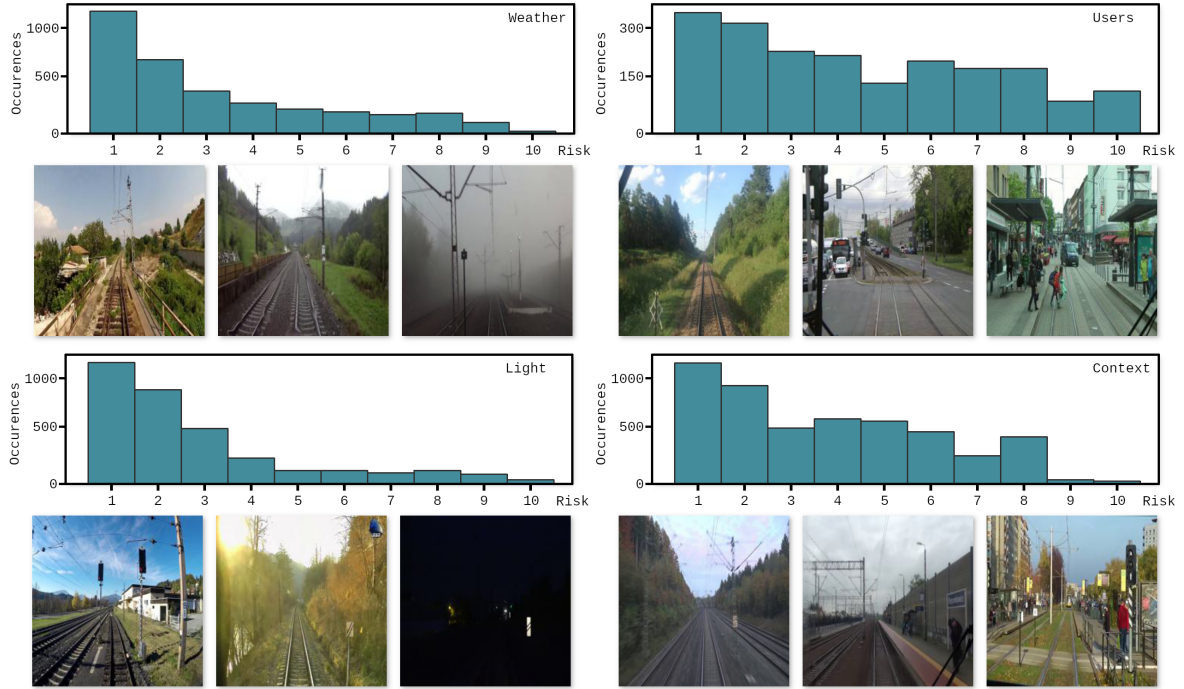 Weather
Occurences
1000
500
0
1 2 3 4 5 6 7 8 9 10 Risk
Users
Occurences
300
150
0
1 2 3 4 5 6 7 8 9 10 Risk
Light
Occurences
1000
500
0
1 2 3 4 5 6 7 8 9 10 Risk
Context
Occurences
1000
500
0
1 2 3 4 5 6 7 8 9 10 Risk